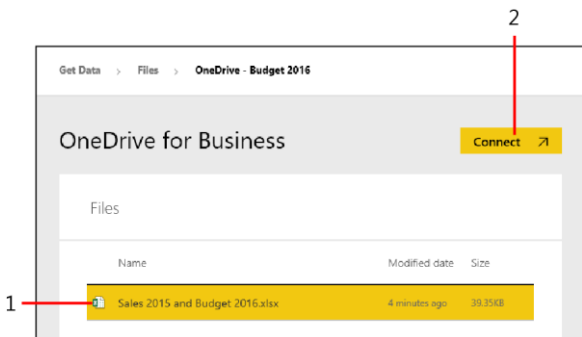 2
Get Data > Files > OneDrive - Budget 2016
OneDrive for Business
Connect
Files
Name Modified date Size
1
Sales 2015 and Budget 2016.xlsx 4 minutes ago 39.35KB